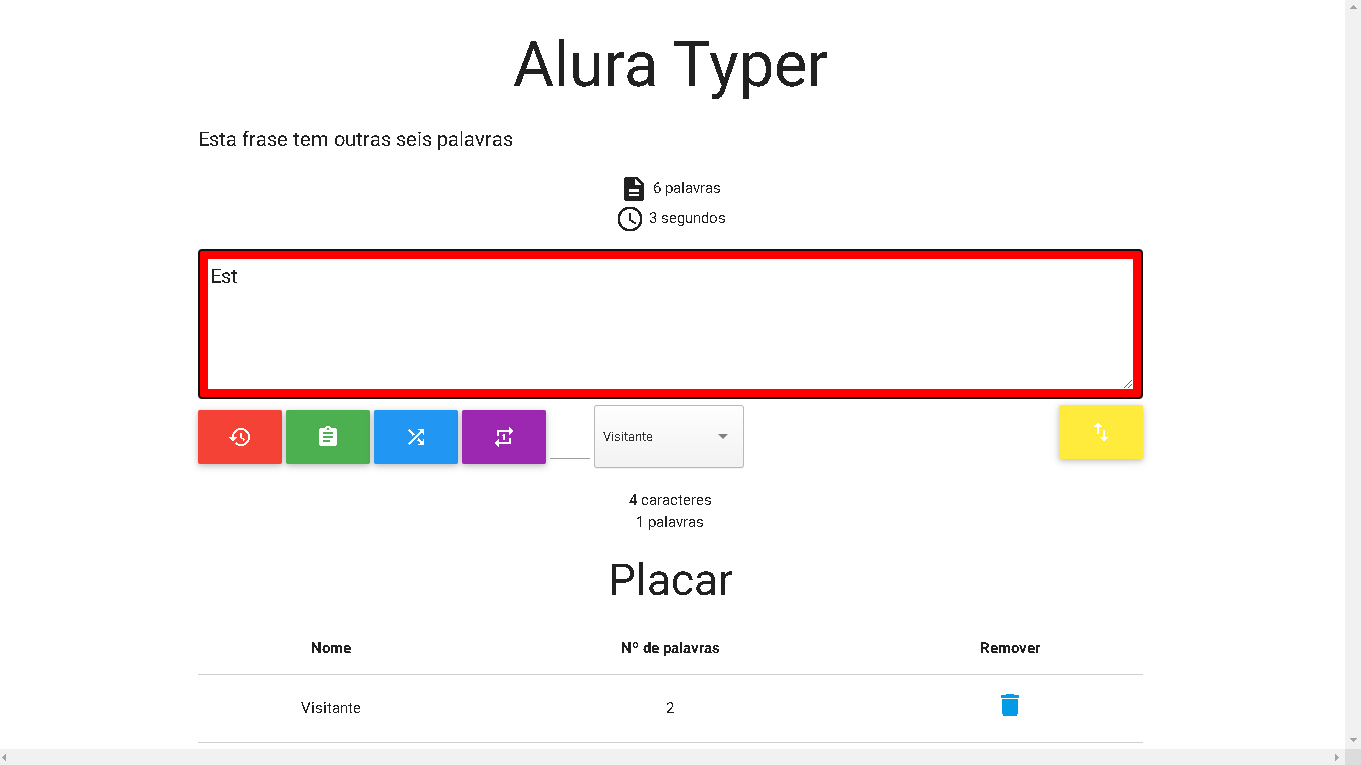 Alura Typer
Esta frase tem outras seis palavras
6 palavras
3 segundos
Est
Visitante
4 caracteres
1 palavras
Placar
Nome Nº de palavras Remover
Visitante 2